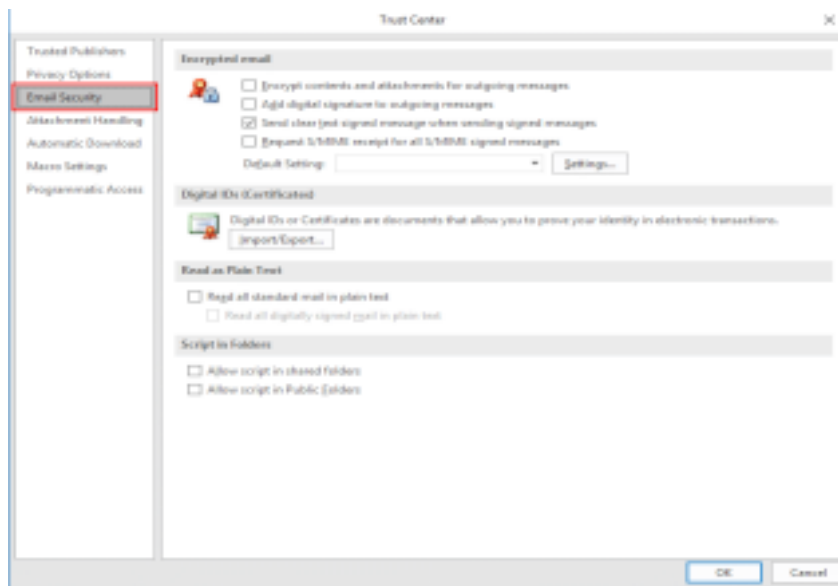 Trust Center
Trusted Publishers
Privacy Options
Email Security
Attachment Handling
Automatic Download
Macro Settings
Programmatic Access
Encrypted email
Encrypt contents and attachments for outgoing messages
Add digital signature to outgoing messages
Send clear text signed message when sending signed messages
Request S/MIME receipt for all S/MIME signed messages
Default Setting:
Settings...
Digital IDs (Certificates)
Digital IDs or Certificates are documents that allow you to prove your identity in electronic transactions.
Import/Export...
Read as Plain Text
Read all standard mail in plain text
Read all digitally signed mail in plain text
Script in Folders
Allow script in shared folders
Allow script in Public Folders
OK Cancel